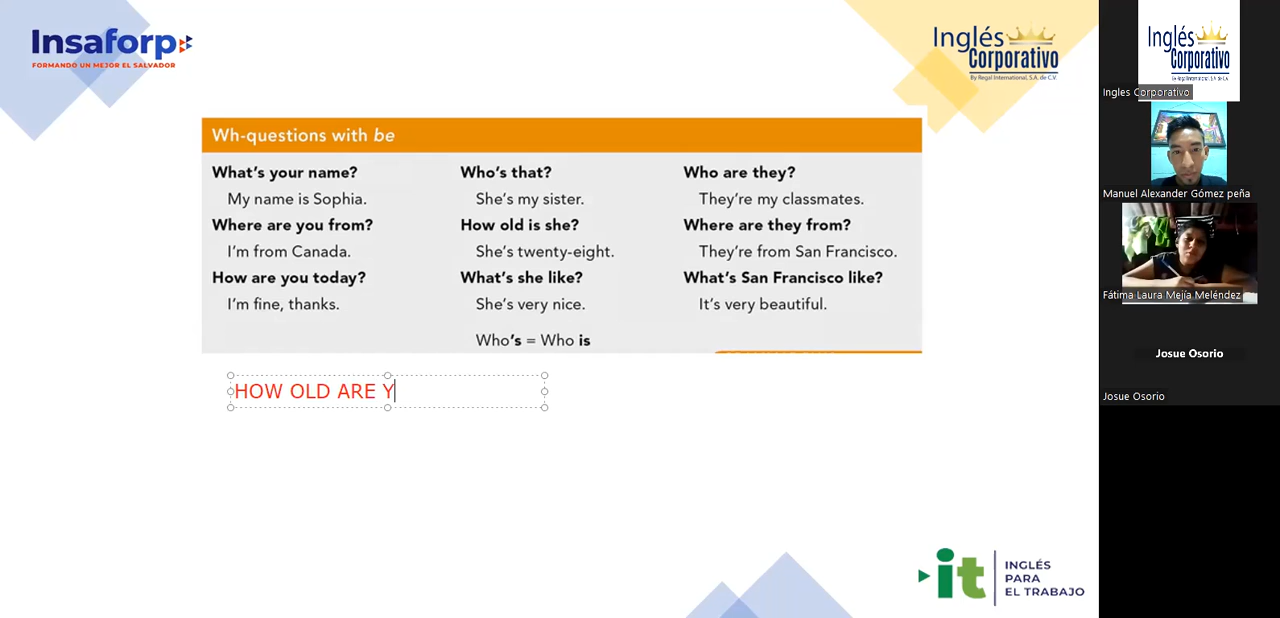 Insaforp
FORMANDO UN MEJOR EL SALVADOR
Inglés
Corporativo
By Regal International, S.A. de C.V.
Wh-questions with be
What's your name?
My name is Sophia.
Where are you from?
I'm from Canada.
How are you today?
I'm fine, thanks.
Who's that?
She's my sister.
How old is she?
She's twenty-eight.
What's she like?
She's very nice.
Who's = Who is
Who are they?
They're my classmates.
Where are they from?
They're from San Francisco.
What's San Francisco like?
It's very beautiful.
HOW OLD ARE Y
it
INGLÉS
PARA
EL TRABAJO
Inglés
Corporativo
By Regal International, S.A. de C.V.
Ingles Corporativo
Manuel Alexander Gómez peña
Fátima Laura Mejía Meléndez
Josue Osorio
Josue Osorio